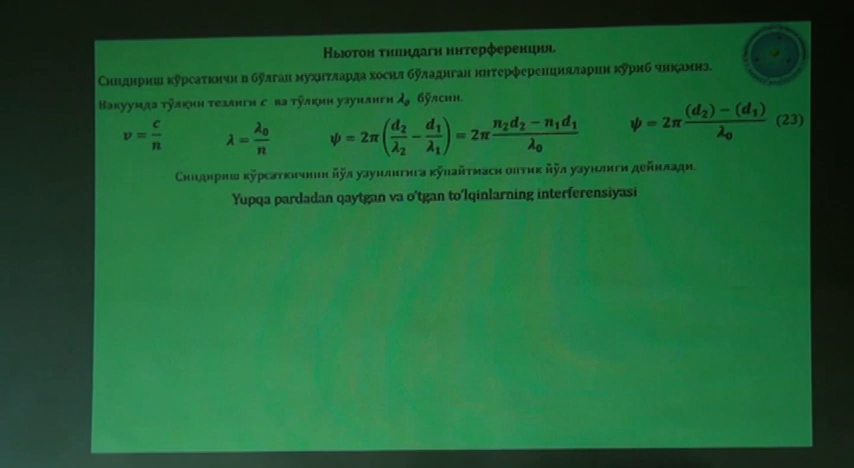 Ньютон типидаги интерференция.
Синдириш кўрсаткичи n бўлган муҳитларда хосил бўладиган интерференцияларни кўриб чиқамиз.
Вакуумда тўлқин тезлиги c ва тўлқин узунлиги λ₀ бўлсин.
υ = c/n λ = λ₀/n ψ = 2π(d₂/λ₂ − d₁/λ₁) = 2π (n₂d₂ − n₁d₁)/λ₀ ψ = 2π ((d₂) − (d₁))/λ₀ (23)
Синдириш кўрсаткичини йўл узунлигига кўпайтмаси оптик йўл узунлиги дейилади.
Yupqa pardadan qaytgan va o‘tgan to‘lqinlarning interferensiyasi